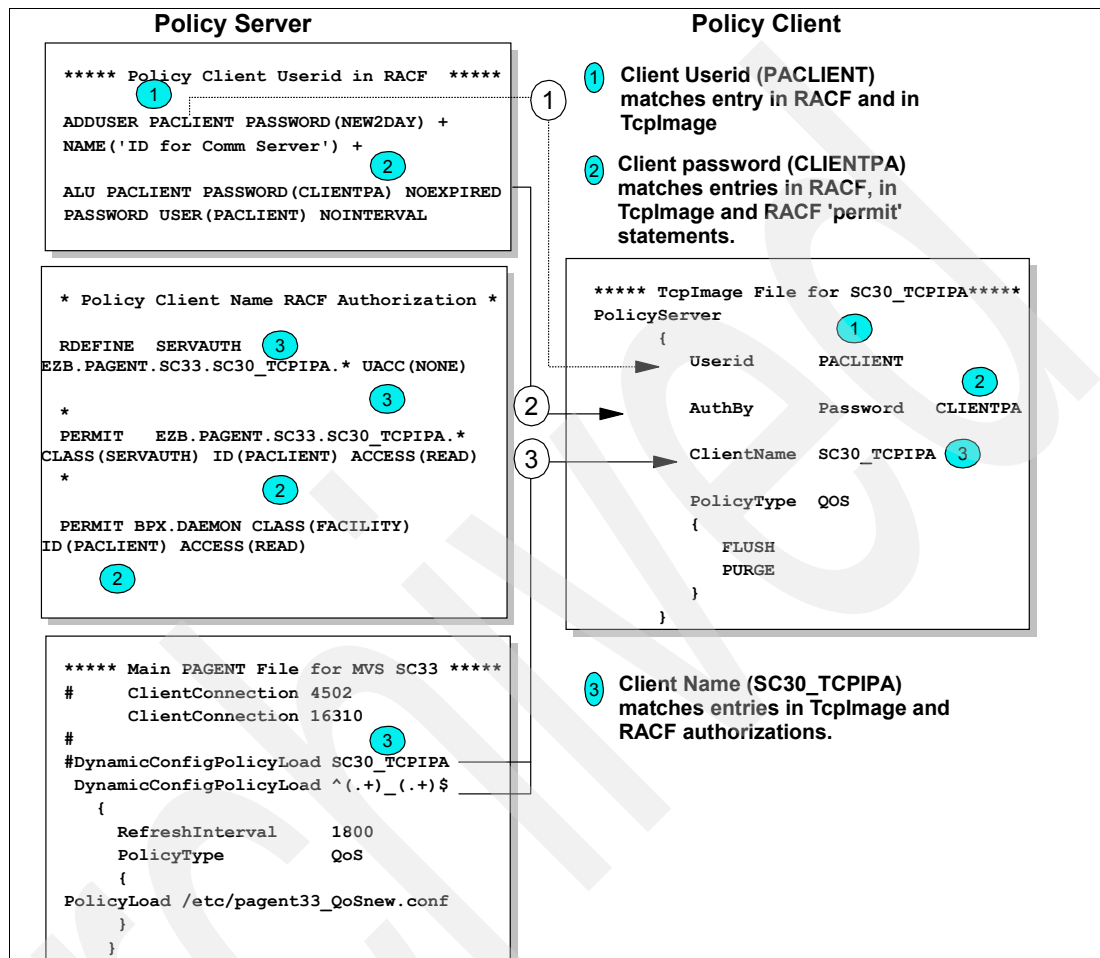 Policy Server
***** Policy Client Userid in RACF *****
1
ADDUSER PACLIENT PASSWORD(NEW2DAY) +
NAME('ID for Comm Server') +
2
ALU PACLIENT PASSWORD(CLIENTPA) NOEXPIRED
PASSWORD USER(PACLIENT) NOINTERVAL
* Policy Client Name RACF Authorization *
RDEFINE SERVAUTH 3
EZB.PAGENT.SC33.SC30_TCPIPA.* UACC(NONE)
3
*
PERMIT EZB.PAGENT.SC33.SC30_TCPIPA.*
CLASS(SERVAUTH) ID(PACLIENT) ACCESS(READ)
*
2
PERMIT BPX.DAEMON CLASS(FACILITY)
ID(PACLIENT) ACCESS(READ)
2
***** Main PAGENT File for MVS SC33 *****
# ClientConnection 4502
ClientConnection 16310
#
3
#DynamicConfigPolicyLoad SC30_TCPIPA
DynamicConfigPolicyLoad ^(.+)_(.+)$
{
RefreshInterval 1800
PolicyType QoS
{
PolicyLoad /etc/pagent33_QoSnew.conf
}
}
1
2
3
Policy Client
1 Client Userid (PACLIENT)
matches entry in RACF and in
TcpImage
2 Client password (CLIENTPA)
matches entries in RACF, in
TcpImage and RACF 'permit'
statements.
***** TcpImage File for SC30_TCPIPA*****
PolicyServer
1
{
Userid PACLIENT
2
AuthBy Password CLIENTPA
ClientName SC30_TCPIPA 3
PolicyType QOS
{
FLUSH
PURGE
}
}
3 Client Name (SC30_TCPIPA)
matches entries in TcpImage and
RACF authorizations.